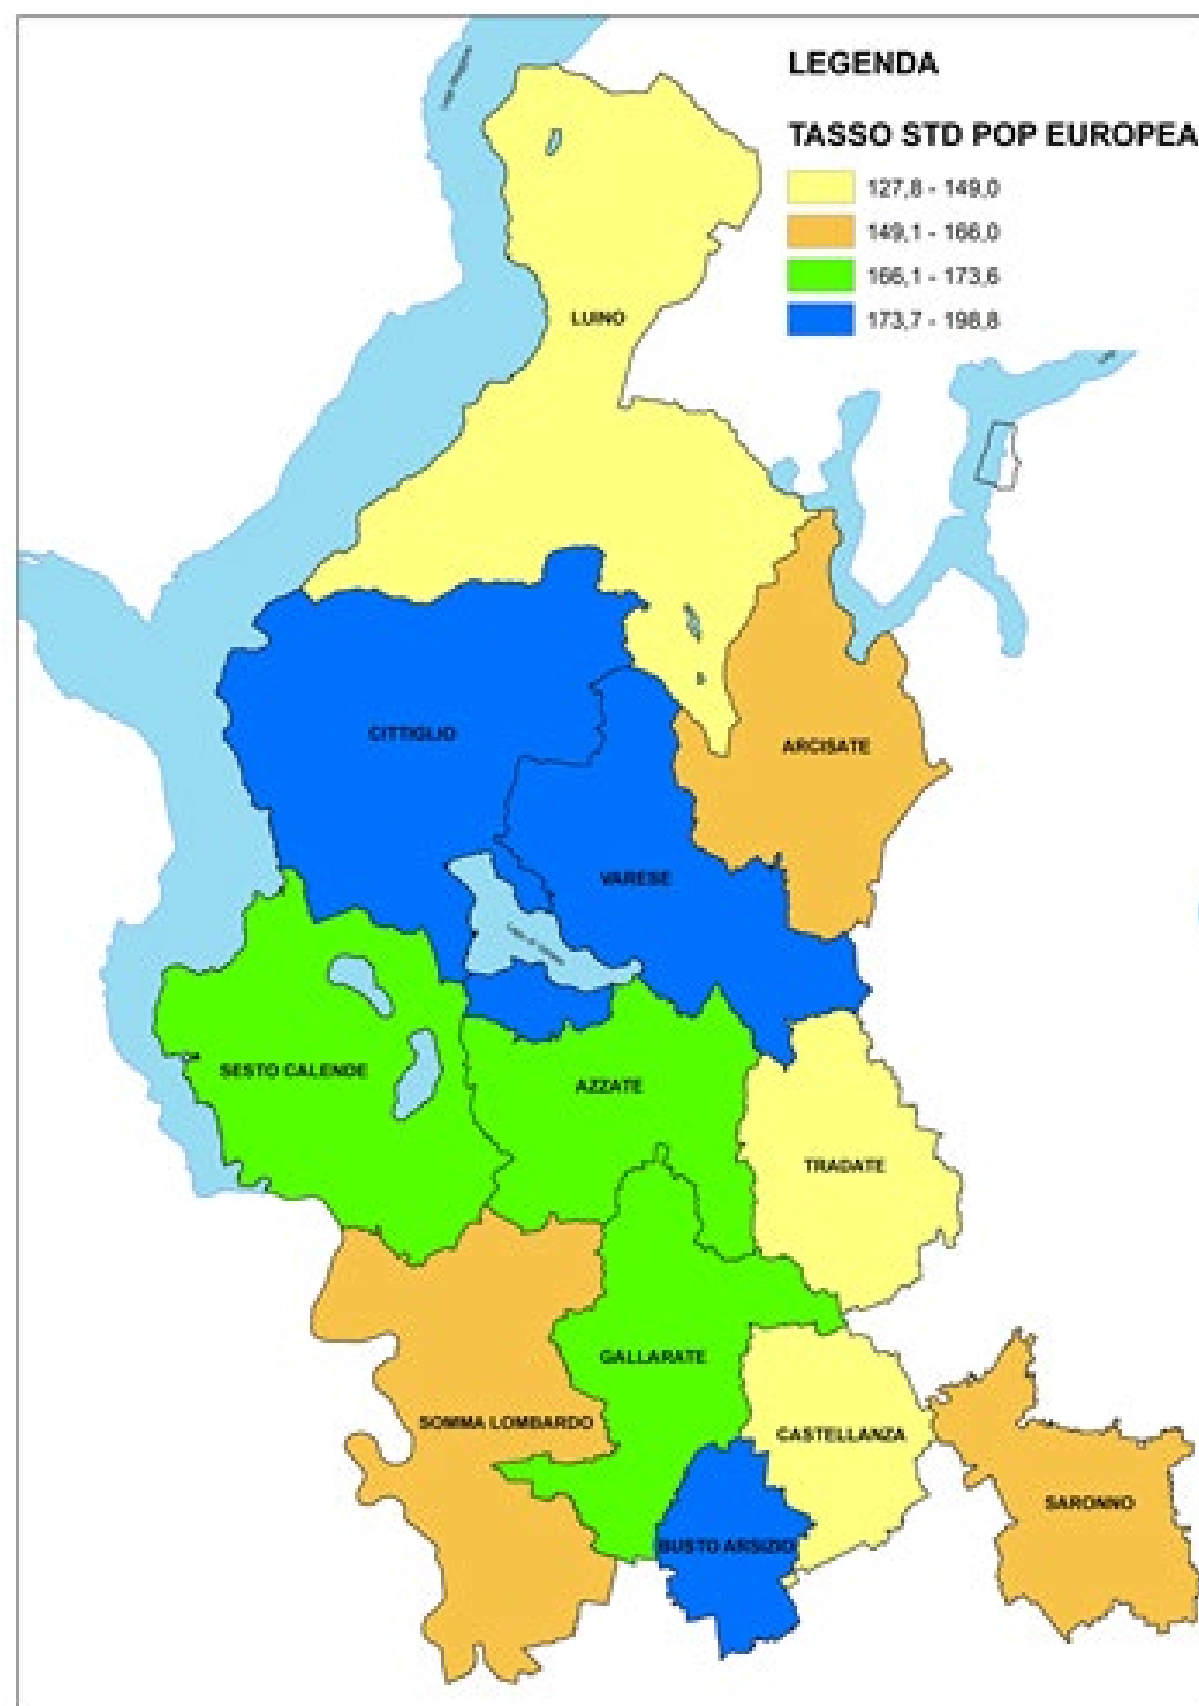 LEGENDA
TASSO STD POP EUROPEA
127,8 - 149,0
149,1 - 166,0
166,1 - 173,6
173,7 - 198,8
LUINO
CITTIGLIO
ARCISATE
VARESE
SESTO CALENDE
AZZATE
TRADATE
GALLARATE
SOMMA LOMBARDO
CASTELLANZA
SARONNO
BUSTO ARSIZIO